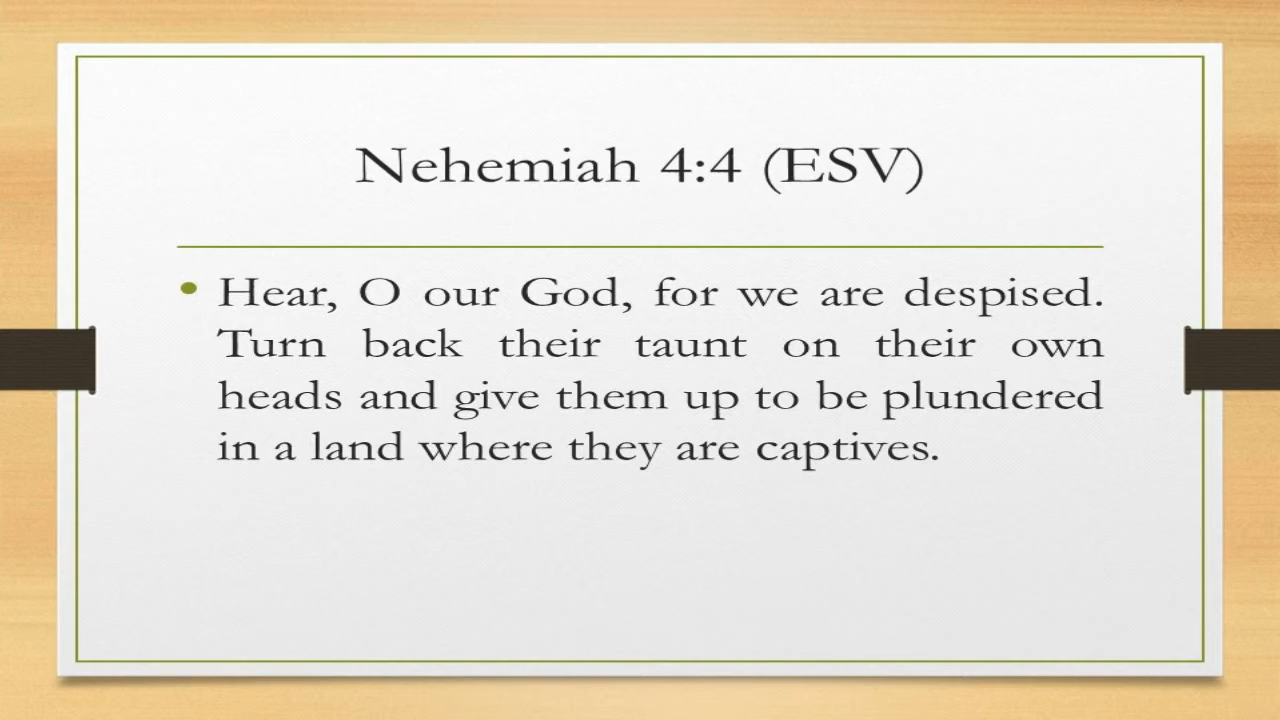 Nehemiah 4:4 (ESV)
• Hear, O our God, for we are despised.
Turn back their taunt on their own
heads and give them up to be plundered
in a land where they are captives.